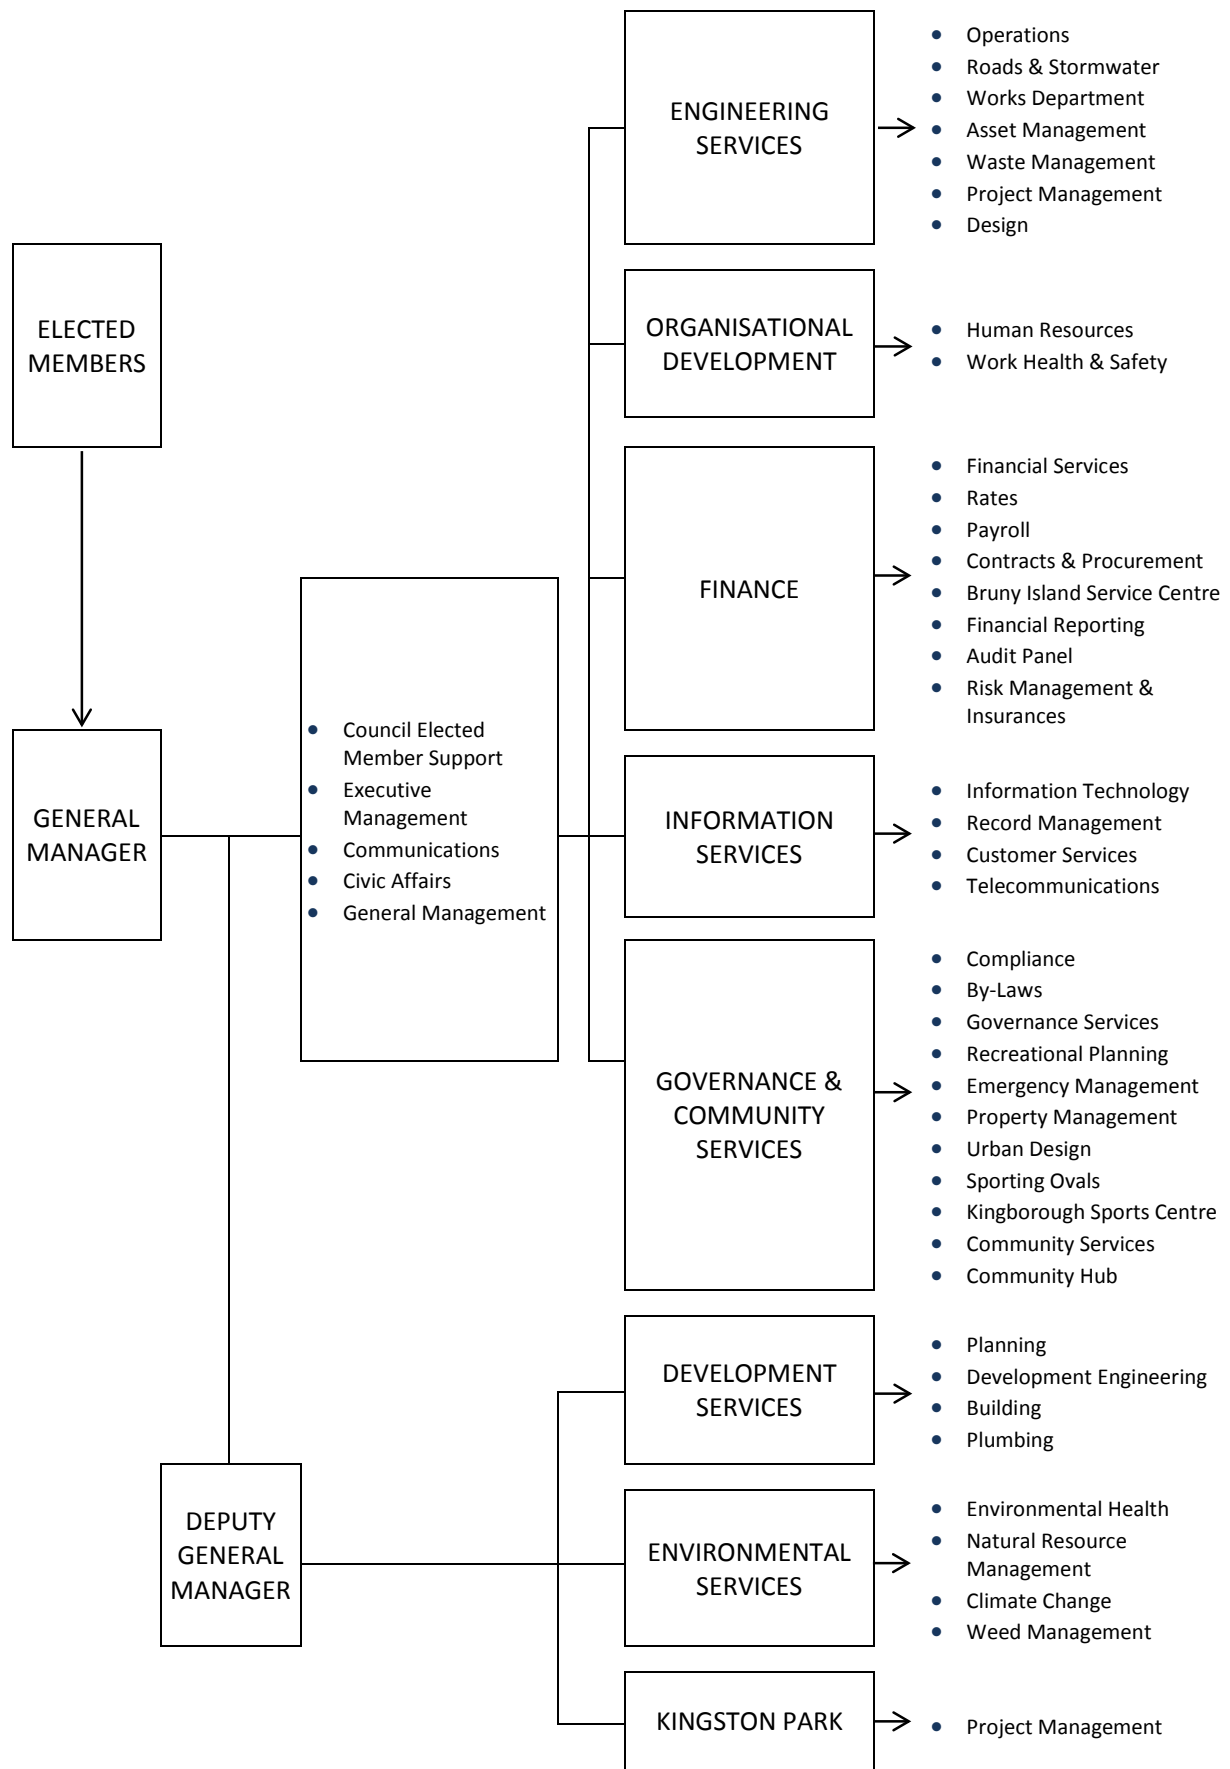 ELECTED
MEMBERS
GENERAL
MANAGER
• Council Elected
Member Support
• Executive
Management
• Communications
• Civic Affairs
• General Management
DEPUTY
GENERAL
MANAGER
ENGINEERING
SERVICES
• Operations
• Roads & Stormwater
• Works Department
• Asset Management
• Waste Management
• Project Management
• Design
ORGANISATIONAL
DEVELOPMENT
• Human Resources
• Work Health & Safety
FINANCE
• Financial Services
• Rates
• Payroll
• Contracts & Procurement
• Bruny Island Service Centre
• Financial Reporting
• Audit Panel
• Risk Management &
Insurances
INFORMATION
SERVICES
• Information Technology
• Record Management
• Customer Services
• Telecommunications
GOVERNANCE &
COMMUNITY
SERVICES
• Compliance
• By-Laws
• Governance Services
• Recreational Planning
• Emergency Management
• Property Management
• Urban Design
• Sporting Ovals
• Kingborough Sports Centre
• Community Services
• Community Hub
DEVELOPMENT
SERVICES
• Planning
• Development Engineering
• Building
• Plumbing
ENVIRONMENTAL
SERVICES
• Environmental Health
• Natural Resource
Management
• Climate Change
• Weed Management
KINGSTON PARK
• Project Management